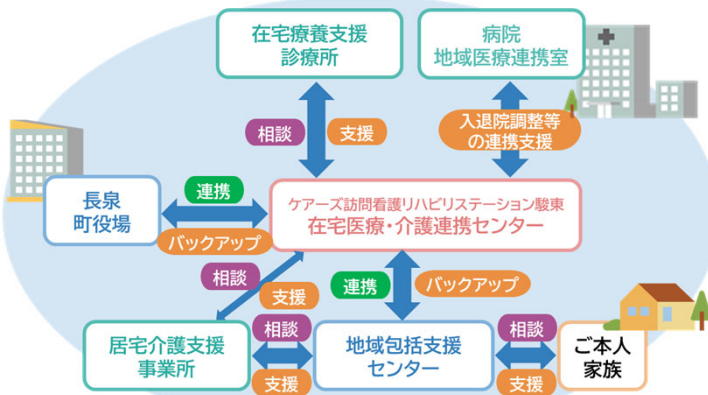 在宅療養支援
診療所
病院
地域医療連携室
相談
支援
入退院調整等
の連携支援
長泉
町役場
連携
バックアップ
ケアーズ訪問看護リハビリステーション駿東
在宅医療・介護連携センター
相談
支援
連携
バックアップ
居宅介護支援
事業所
相談
支援
地域包括支援
センター
相談
支援
ご本人
家族